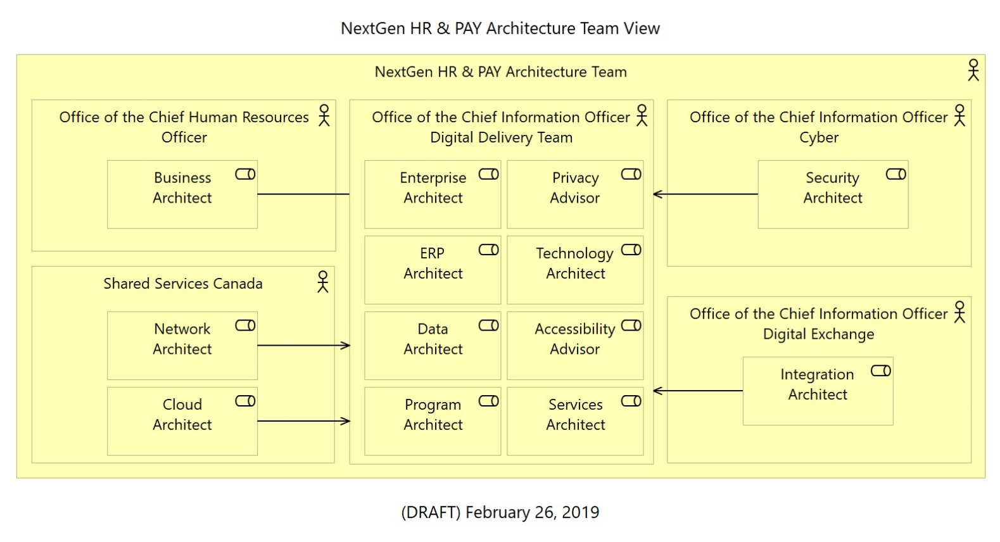 NextGen HR & PAY Architecture Team View
NextGen HR & PAY Architecture Team
Office of the Chief Human Resources
Officer
Business
Architect
Shared Services Canada
Network
Architect
Cloud
Architect
Office of the Chief Information Officer
Digital Delivery Team
Enterprise
Architect
Privacy
Advisor
ERP
Architect
Technology
Architect
Data
Architect
Accessibility
Advisor
Program
Architect
Services
Architect
Office of the Chief Information Officer
Cyber
Security
Architect
Office of the Chief Information Officer
Digital Exchange
Integration
Architect
(DRAFT) February 26, 2019